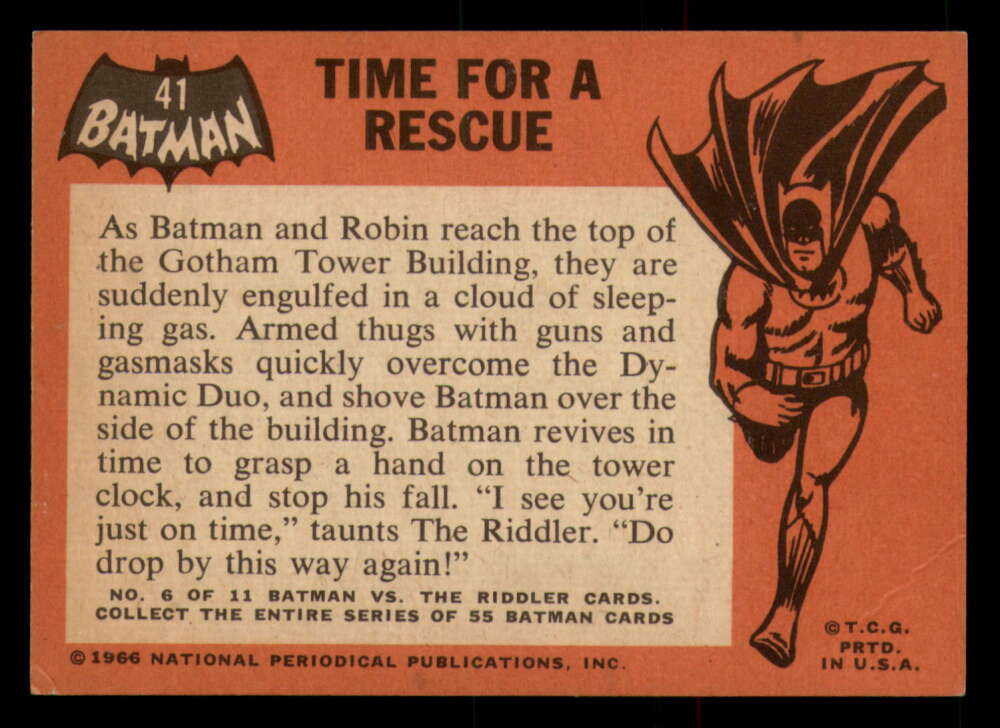 41
BATMAN
TIME FOR A
RESCUE
As Batman and Robin reach the top of
the Gotham Tower Building, they are
suddenly engulfed in a cloud of sleep-
ing gas. Armed thugs with guns and
gasmasks quickly overcome the Dy-
namic Duo, and shove Batman over the
side of the building. Batman revives in
time to grasp a hand on the tower
clock, and stop his fall. “I see you’re
just on time,” taunts The Riddler. “Do
drop by this way again!”
NO. 6 OF 11 BATMAN VS. THE RIDDLER CARDS.
COLLECT THE ENTIRE SERIES OF 55 BATMAN CARDS
© 1966 NATIONAL PERIODICAL PUBLICATIONS, INC.
© T.C.G.
PRTD.
IN U.S.A.